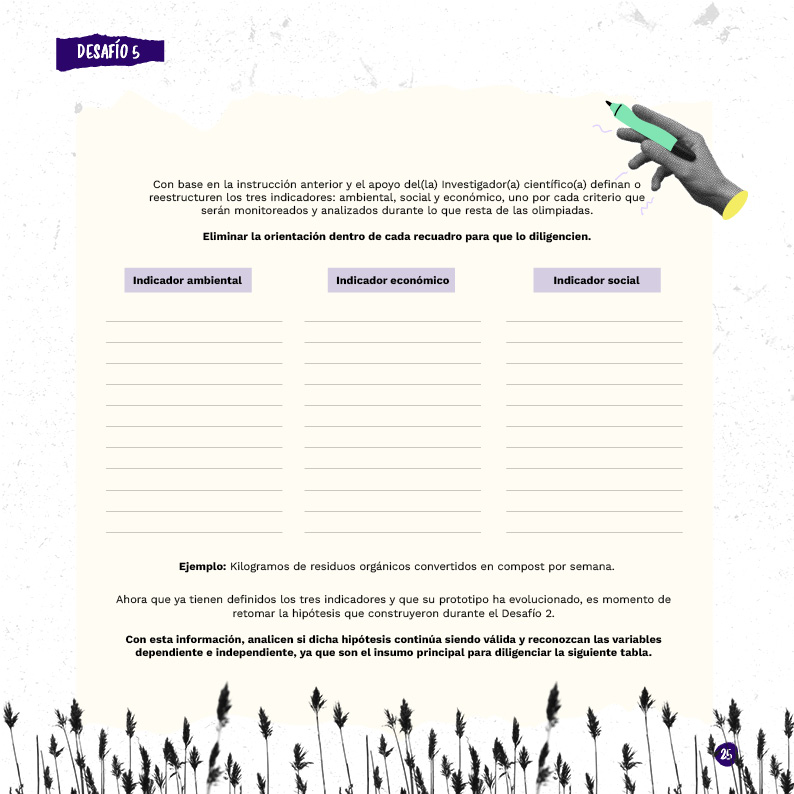 DESAFÍO 5
Con base en la instrucción anterior y el apoyo del(la) Investigador(a) científico(a) definan o
reestructuren los tres indicadores: ambiental, social y económico, uno por cada criterio que
serán monitoreados y analizados durante lo que resta de las olimpiadas.
Eliminar la orientación dentro de cada recuadro para que lo diligencien.
Indicador ambiental
Indicador económico
Indicador social
Ejemplo: Kilogramos de residuos orgánicos convertidos en compost por semana.
Ahora que ya tienen definidos los tres indicadores y que su prototipo ha evolucionado, es momento de
retomar la hipótesis que construyeron durante el Desafío 2.
Con esta información, analicen si dicha hipótesis continúa siendo válida y reconozcan las variables
dependiente e independiente, ya que son el insumo principal para diligenciar la siguiente tabla.
25